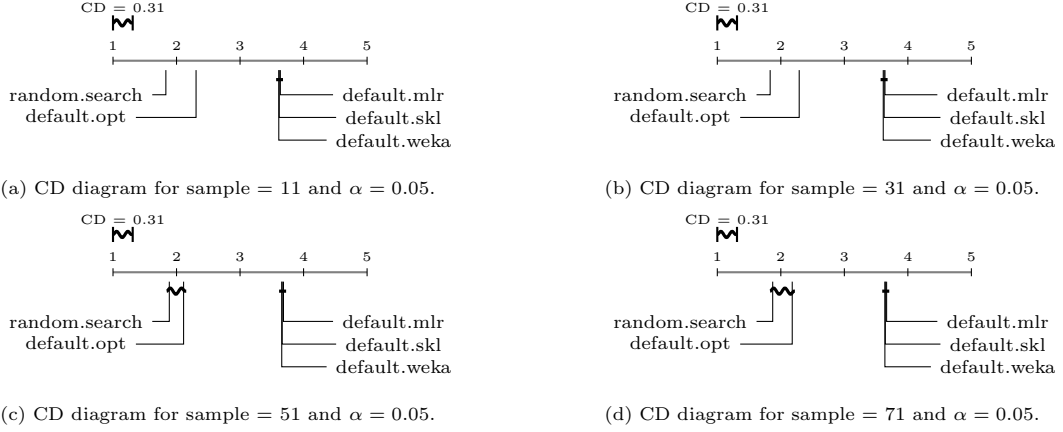 CD = 0.31
1 2 3 4 5
random.search default.mlr
default.opt default.skl
default.weka
(a) CD diagram for sample = 11 and α = 0.05.
CD = 0.31
1 2 3 4 5
random.search default.mlr
default.opt default.skl
default.weka
(b) CD diagram for sample = 31 and α = 0.05.
CD = 0.31
1 2 3 4 5
random.search default.mlr
default.opt default.skl
default.weka
(c) CD diagram for sample = 51 and α = 0.05.
CD = 0.31
1 2 3 4 5
random.search default.mlr
default.opt default.skl
default.weka
(d) CD diagram for sample = 71 and α = 0.05.